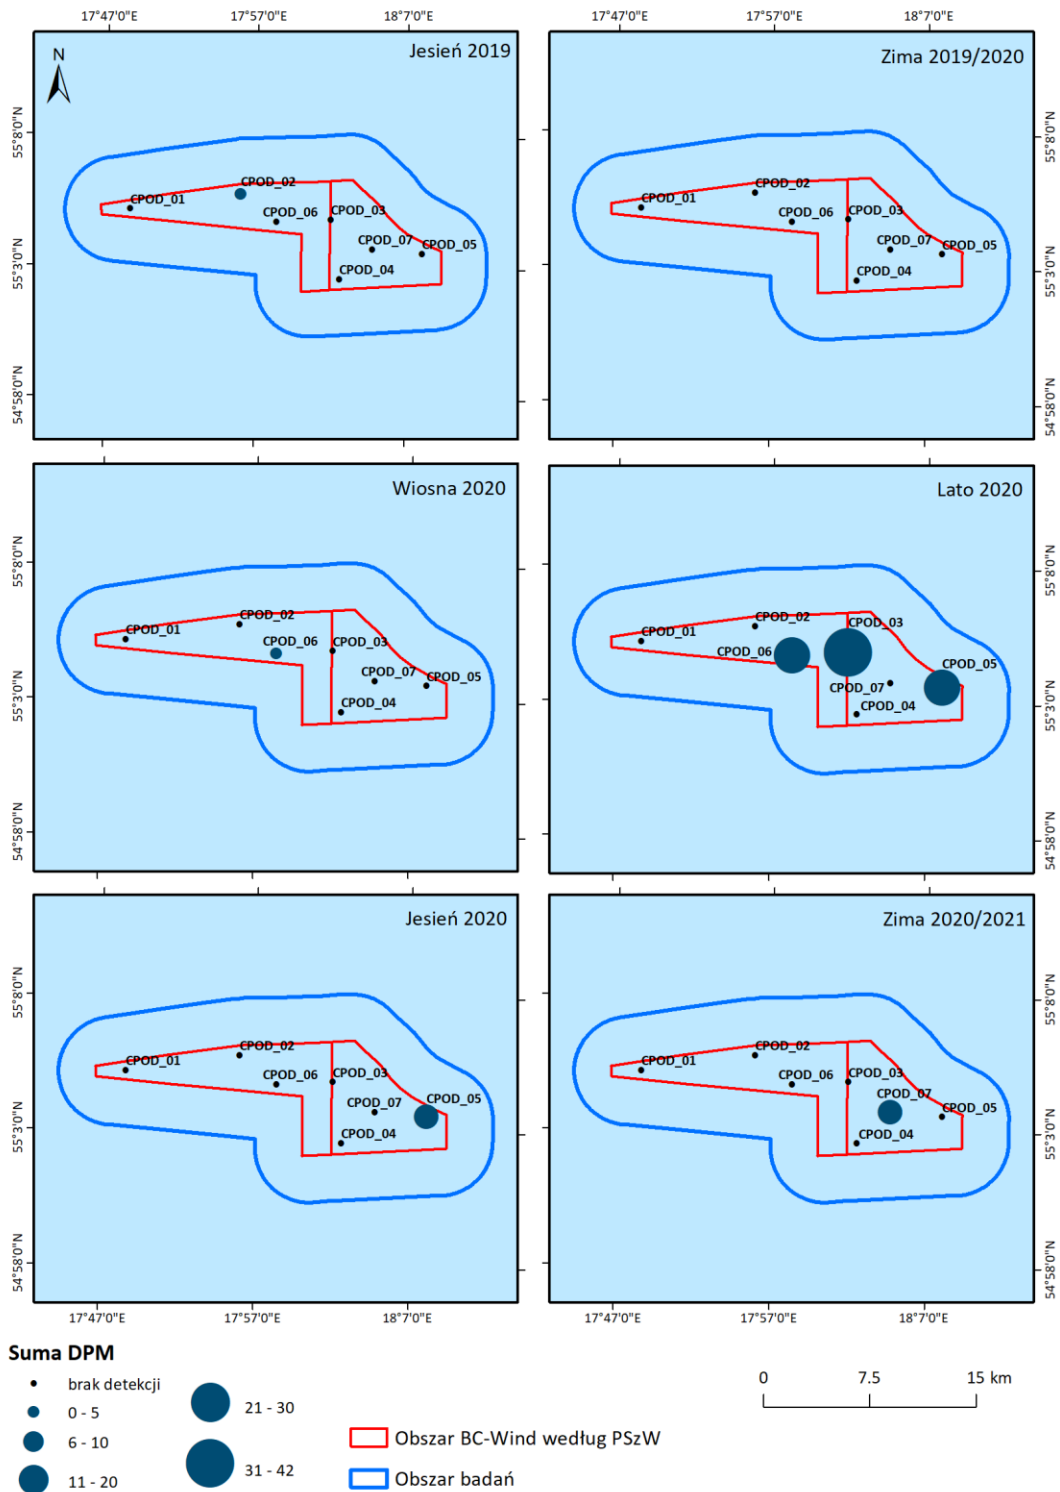 17°47'0"E 17°57'0"E 18°7'0"E 17°47'0"E 17°57'0"E 18°7'0"E
Jesień 2019
N
55°8'0"N
55°3'0"N
54°58'0"N
CPOD_01
CPOD_02
CPOD_06
CPOD_03
CPOD_07
CPOD_05
CPOD_04
Zima 2019/2020
CPOD_01
CPOD_02
CPOD_06
CPOD_03
CPOD_07
CPOD_05
CPOD_04
55°8'0"N
55°3'0"N
54°58'0"N
Wiosna 2020
55°8'0"N
55°3'0"N
54°58'0"N
CPOD_01
CPOD_02
CPOD_06
CPOD_03
CPOD_07
CPOD_05
CPOD_04
Lato 2020
CPOD_01
CPOD_02
CPOD_03
CPOD_06
CPOD_05
CPOD_07
CPOD_04
55°8'0"N
55°3'0"N
54°58'0"N
Jesień 2020
55°8'0"N
55°3'0"N
54°58'0"N
CPOD_01
CPOD_02
CPOD_06
CPOD_03
CPOD_07
CPOD_05
CPOD_04
Zima 2020/2021
CPOD_01
CPOD_02
CPOD_06
CPOD_03
CPOD_07
CPOD_05
CPOD_04
55°8'0"N
55°3'0"N
54°58'0"N
17°47'0"E 17°57'0"E 18°7'0"E 17°47'0"E 17°57'0"E 18°7'0"E
Suma DPM
brak detekcji
0 - 5
6 - 10
11 - 20
21 - 30
31 - 42
Obszar BC-Wind według PSzW
Obszar badań
0 7.5 15 km